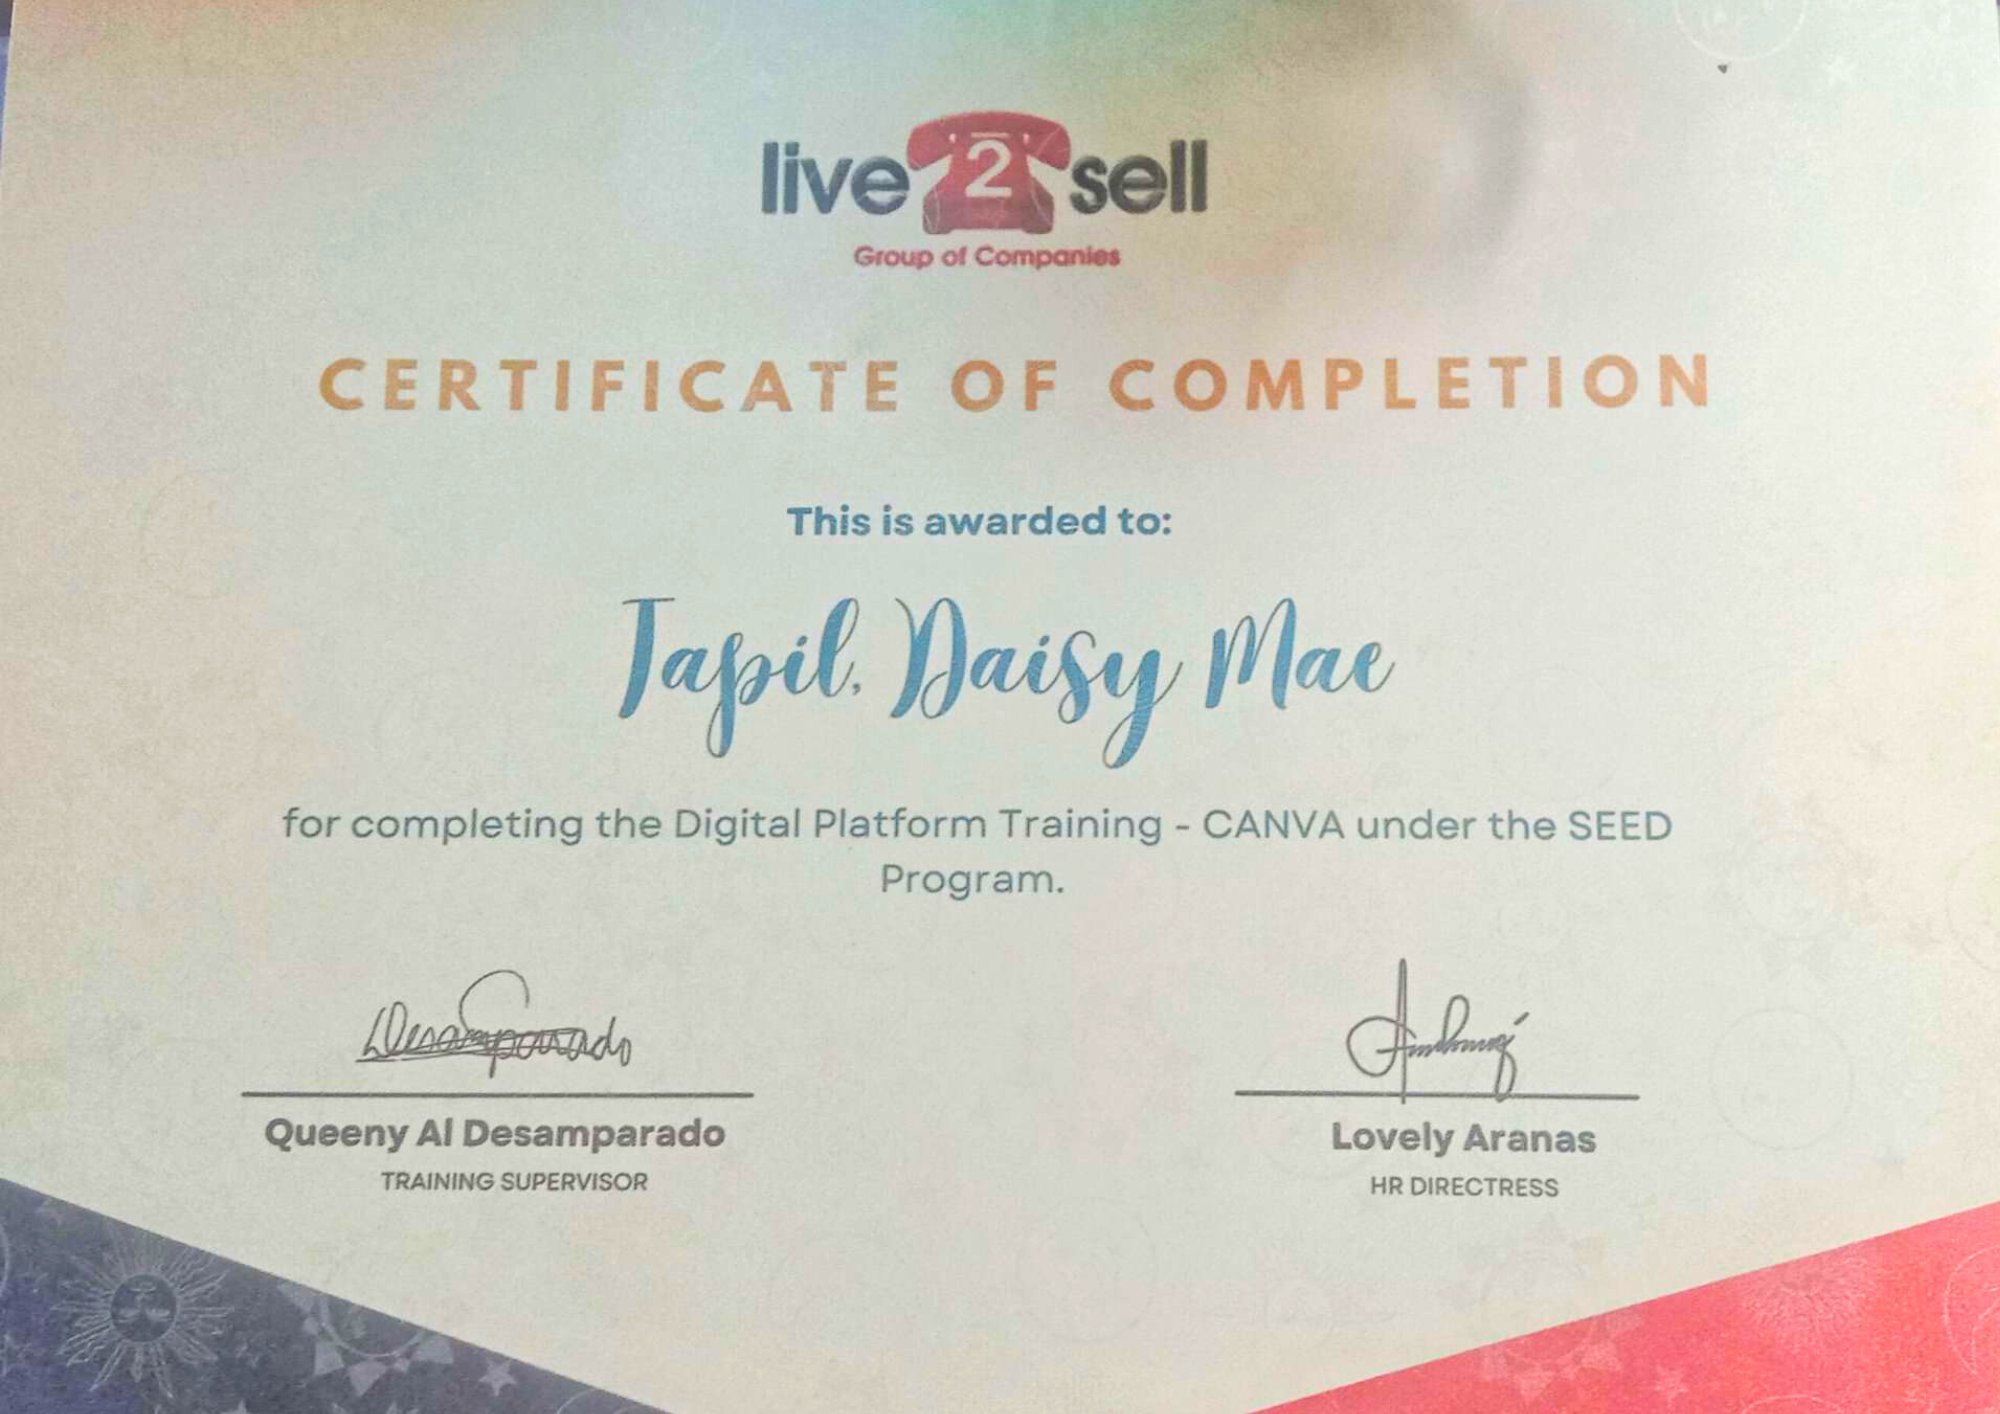 live2sell
Group of Companies
CERTIFICATE OF COMPLETION
This is awarded to:
Tapil, Daisy Mae
for completing the Digital Platform Training - CANVA under the SEED
Program.
Desamparado
Queeny Al Desamparado
TRAINING SUPERVISOR
Lovely Aranas
HR DIRECTRESS